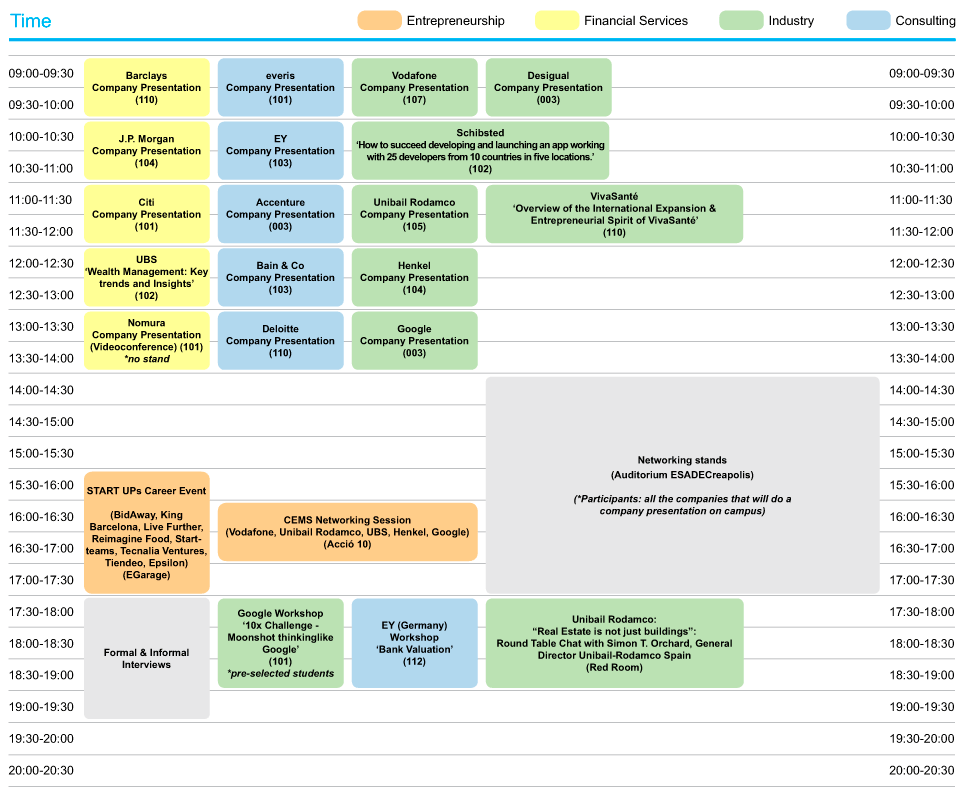 Time
Entrepreneurship
Financial Services
Industry
Consulting
09:00-09:30
09:00-09:30
09:30-10:00
09:30-10:00
Barclays
Company Presentation
(110)
everis
Company Presentation
(101)
Vodafone
Company Presentation
(107)
Desigual
Company Presentation
(003)
10:00-10:30
10:00-10:30
10:30-11:00
10:30-11:00
J.P. Morgan
Company Presentation
(104)
EY
Company Presentation
(103)
Schibsted
‘How to succeed developing and launching an app working
with 25 developers from 10 countries in five locations.’
(102)
11:00-11:30
11:00-11:30
11:30-12:00
11:30-12:00
Citi
Company Presentation
(101)
Accenture
Company Presentation
(003)
Unibail Rodamco
Company Presentation
(105)
VivaSanté
‘Overview of the International Expansion &
Entrepreneurial Spirit of VivaSanté’
(110)
12:00-12:30
12:00-12:30
12:30-13:00
12:30-13:00
UBS
‘Wealth Management: Key
trends and Insights’
(102)
Bain & Co
Company Presentation
(103)
Henkel
Company Presentation
(104)
13:00-13:30
13:00-13:30
13:30-14:00
13:30-14:00
Nomura
Company Presentation
(Videoconference) (101)
*no stand
Deloitte
Company Presentation
(110)
Google
Company Presentation
(003)
14:00-14:30
14:00-14:30
14:30-15:00
14:30-15:00
15:00-15:30
15:00-15:30
15:30-16:00
15:30-16:00
16:00-16:30
16:00-16:30
16:30-17:00
16:30-17:00
17:00-17:30
17:00-17:30
Networking stands
(Auditorium ESADECreapolis)
(*Participants: all the companies that will do a
company presentation on campus)
START UPs Career Event
(BidAway, King
Barcelona, Live Further,
Reimagine Food, Start-
teams, Tecnalia Ventures,
Tiendeo, Epsilon)
(EGarage)
CEMS Networking Session
(Vodafone, Unibail Rodamco, UBS, Henkel, Google)
(Acció 10)
17:30-18:00
17:30-18:00
18:00-18:30
18:00-18:30
18:30-19:00
18:30-19:00
19:00-19:30
19:00-19:30
Formal & Informal
Interviews
Google Workshop
‘10x Challenge -
Moonshot thinkinglike
Google’
(101)
*pre-selected students
EY (Germany)
Workshop
‘Bank Valuation’
(112)
Unibail Rodamco:
“Real Estate is not just buildings”:
Round Table Chat with Simon T. Orchard, General
Director Unibail-Rodamco Spain
(Red Room)
19:30-20:00
19:30-20:00
20:00-20:30
20:00-20:30